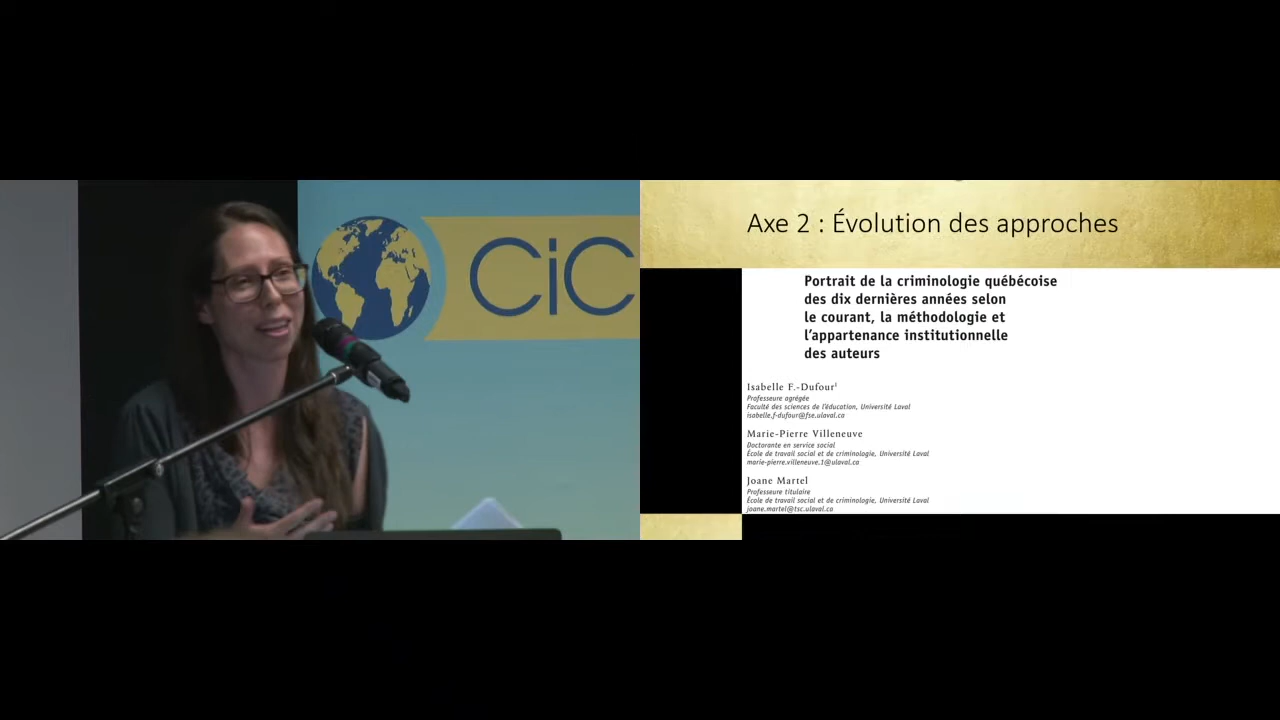 CiC
Axe 2 : Évolution des approches
Portrait de la criminologie québécoise
des dix dernières années selon
le courant, la méthodologie et
l'appartenance institutionnelle
des auteurs
Isabelle F.-Dufour¹
Professeure agrégée
Faculté des sciences de l'éducation, Université Laval
isabelle.f-dufour@fse.ulaval.ca
Marie-Pierre Villeneuve
Doctorante en service social
École de travail social et de criminologie, Université Laval
marie-pierre.villeneuve.1@ulaval.ca
Joane Martel
Professeure titulaire
École de travail social et de criminologie, Université Laval
joane.martel@tsc.ulaval.ca